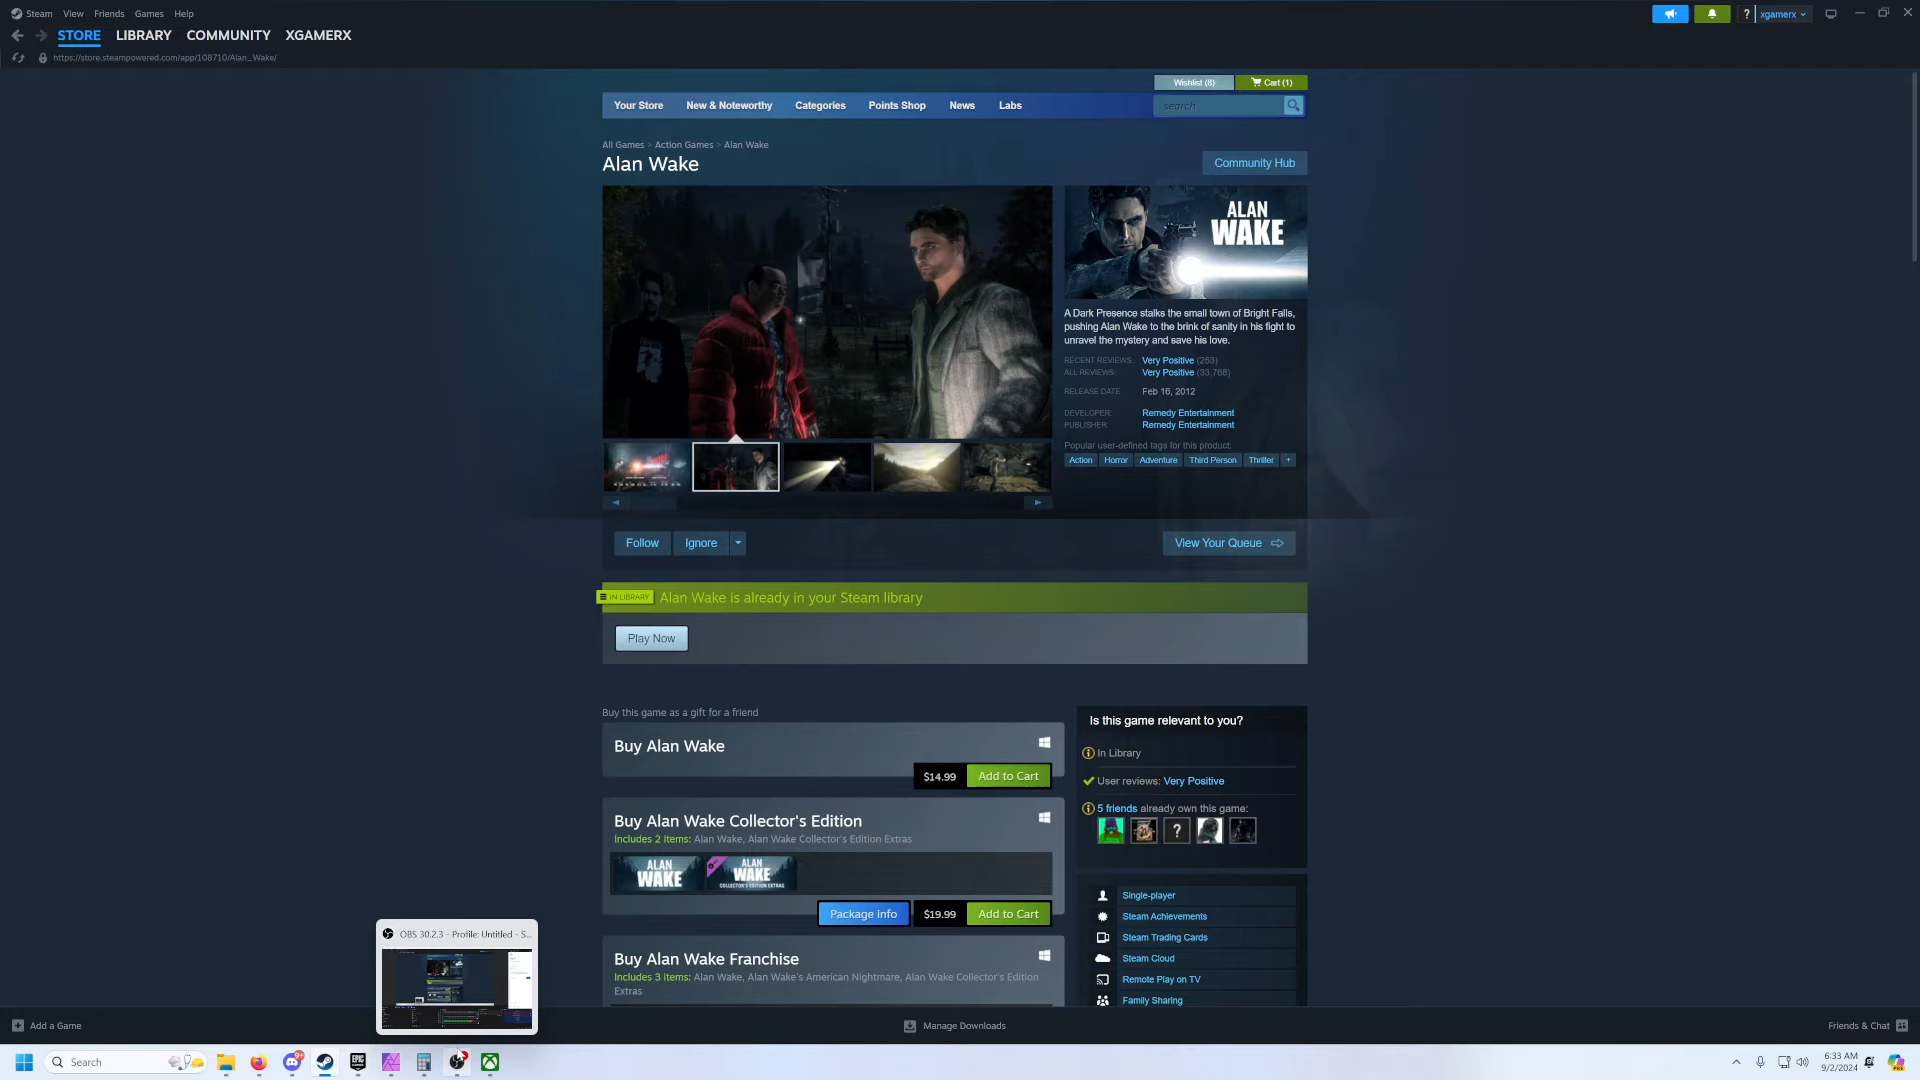 Steam View Friends Games Help
? xgamerx
STORE LIBRARY COMMUNITY XGAMERX
https://store.steampowered.com/app/108710/Alan_Wake/
Wishlist (8) Cart (1)
Your Store New & Noteworthy Categories Points Shop News Labs search
All Games > Action Games > Alan Wake
Alan Wake
Community Hub
ALAN
WAKE
A Dark Presence stalks the small town of Bright Falls,
pushing Alan Wake to the brink of sanity in his fight to
unravel the mystery and save his love.
RECENT REVIEWS: Very Positive (253)
ALL REVIEWS: Very Positive (33,768)
RELEASE DATE: Feb 16, 2012
DEVELOPER: Remedy Entertainment
PUBLISHER: Remedy Entertainment
Popular user-defined tags for this product:
Action Horror Adventure Third Person Thriller +
Follow Ignore View Your Queue
IN LIBRARY Alan Wake is already in your Steam library
Play Now
Buy this game as a gift for a friend
Buy Alan Wake
$14.99 Add to Cart
Buy Alan Wake Collector's Edition
Includes 2 items: Alan Wake, Alan Wake Collector's Edition Extras
ALAN
WAKE
ALAN
WAKE
COLLECTOR'S EDITION EXTRAS
Package info $19.99 Add to Cart
Buy Alan Wake Franchise
Includes 3 items: Alan Wake, Alan Wake's American Nightmare, Alan Wake Collector's Edition
Extras
Is this game relevant to you?
In Library
User reviews: Very Positive
5 friends already own this game:
?
Single-player
Steam Achievements
Steam Trading Cards
Steam Cloud
Remote Play on TV
Family Sharing
OBS 30.2.3 - Profile: Untitled - S...
Add a Game
Manage Downloads
Friends & Chat
Search
9+
EPIC
GAMES
6:33 AM
9/2/2024
PRE